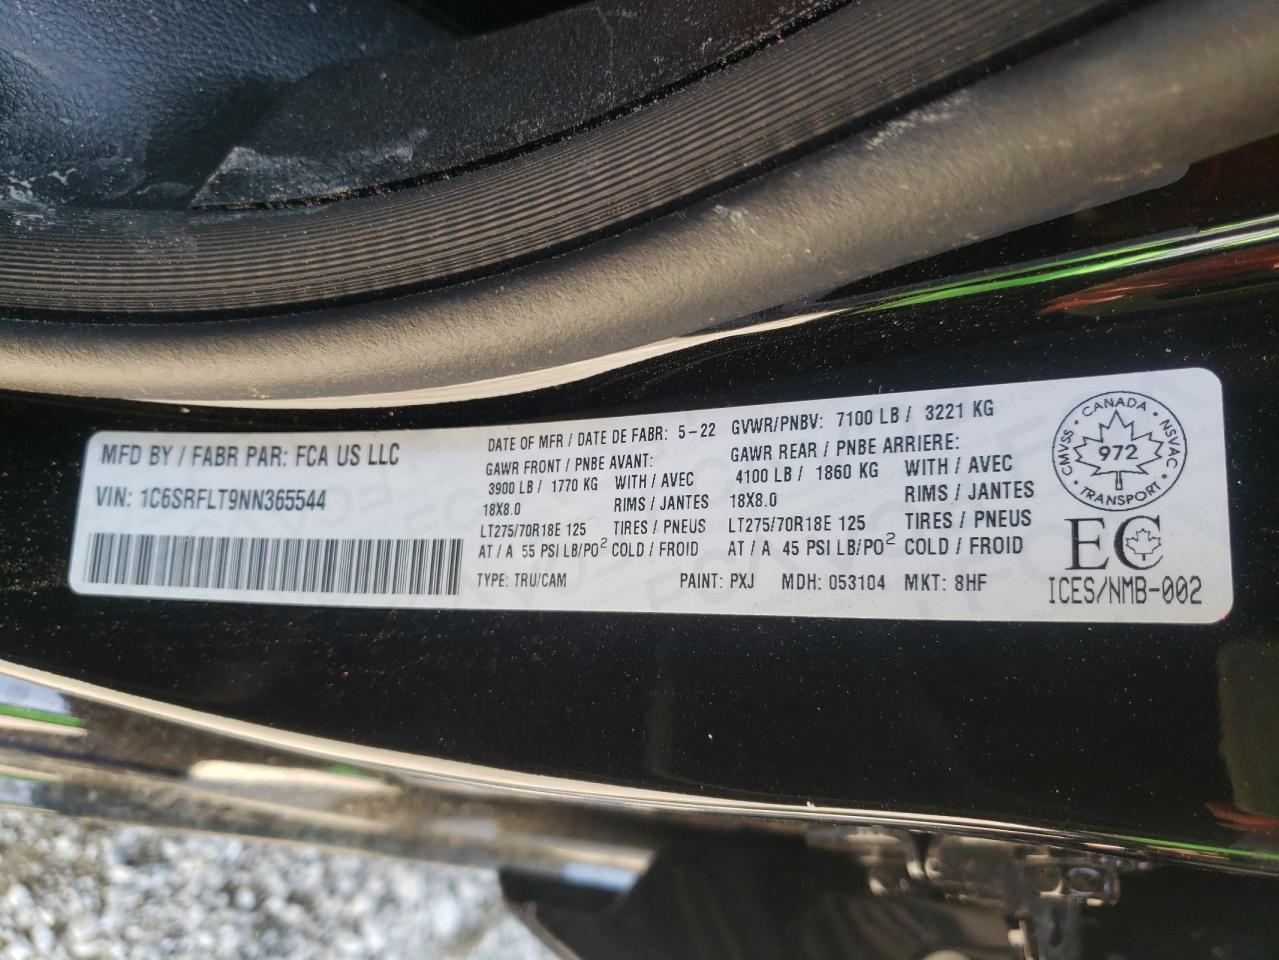 MFD BY / FABR PAR: FCA US LLC
VIN: 1C6SRFLT9NN365544
DATE OF MFR / DATE DE FABR: 5-22
GAWR FRONT / PNBE AVANT:
3900 LB / 1770 KG WITH / AVEC
18X8.0 RIMS / JANTES
LT275/70R18E 125 TIRES / PNEUS
AT / A 55 PSI LB/PO² COLD / FROID
TYPE: TRU/CAM
GVWR/PNBV: 7100 LB / 3221 KG
GAWR REAR / PNBE ARRIERE:
4100 LB / 1860 KG WITH / AVEC
18X8.0 RIMS / JANTES
LT275/70R18E 125 TIRES / PNEUS
AT / A 45 PSI LB/PO² COLD / FROID
PAINT: PXJ MDH: 053104 MKT: 8HF
CMVSS · CANADA · NSVAC · TRANSPORT ·
972
EC
ICES/NMB-002